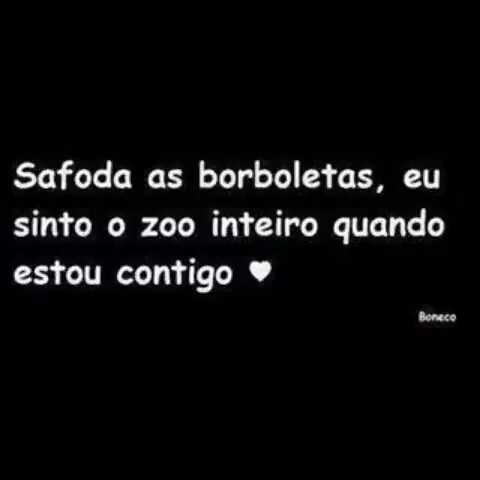 Safoda as borboletas, eu
sinto o zoo inteiro quando
estou contigo ♥
Boneco